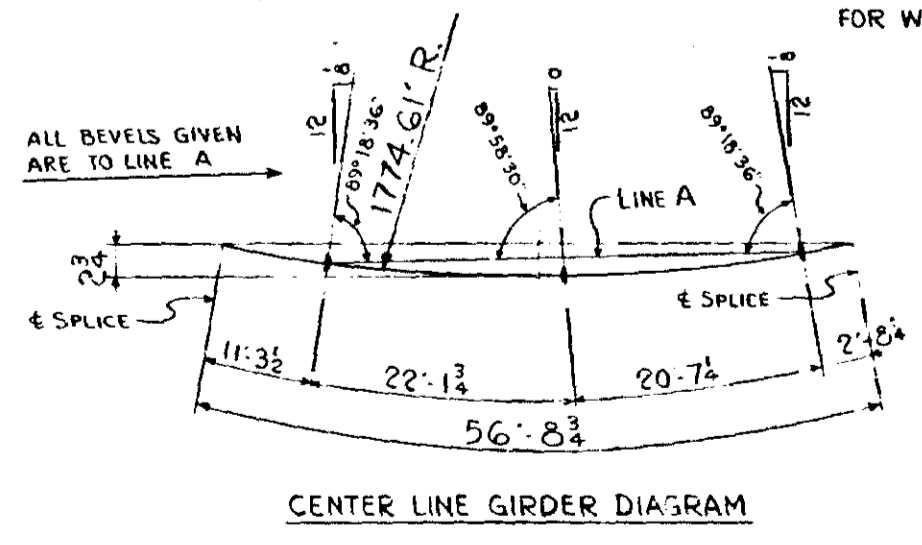 FOR W
ALL BEVELS GIVEN
ARE TO LINE A
12
1/8
89°18'36"
1774.61' R.
89°58'30"
0
12
89°18'36"
1/8
12
LINE A
2 3/4
℄ SPLICE
℄ SPLICE
11'-3 1/2
22'-1 3/4
20-7 1/4
2'-8 1/4
56'-8 3/4
CENTER LINE GIRDER DIAGRAM